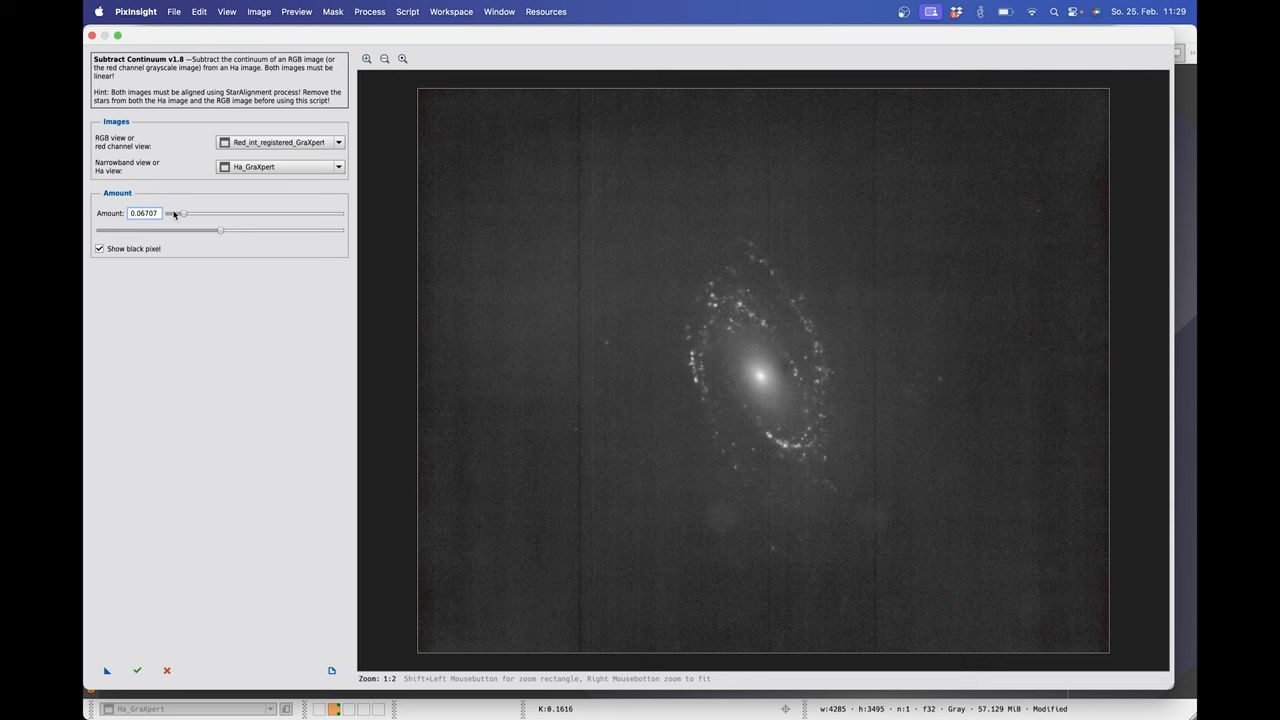 PixInsight File Edit View Image Preview Mask Process Script Workspace Window Resources So. 25. Feb. 11:29
Subtract Continuum v1.8 —Subtract the continuum of an RGB image (or
the red channel grayscale image) from an Ha image. Both images must be
linear!
Hint: Both images must be aligned using StarAlignment process! Remove the
stars from both the Ha image and the RGB image before using this script!
Images
RGB view or
red channel view:
Red_int_registered_GraXpert
Narrowband view or
Ha view:
Ha_GraXpert
Amount
Amount: 0.06707
Show black pixel
Zoom: 1:2 Shift+Left Mousebutton for zoom rectangle, Right Mousebotton zoom to fit
Ha_GraXpert
K:0.1616
w:4285 · h:3495 · n:1 · f32 · Gray · 57.129 MiB · Modified